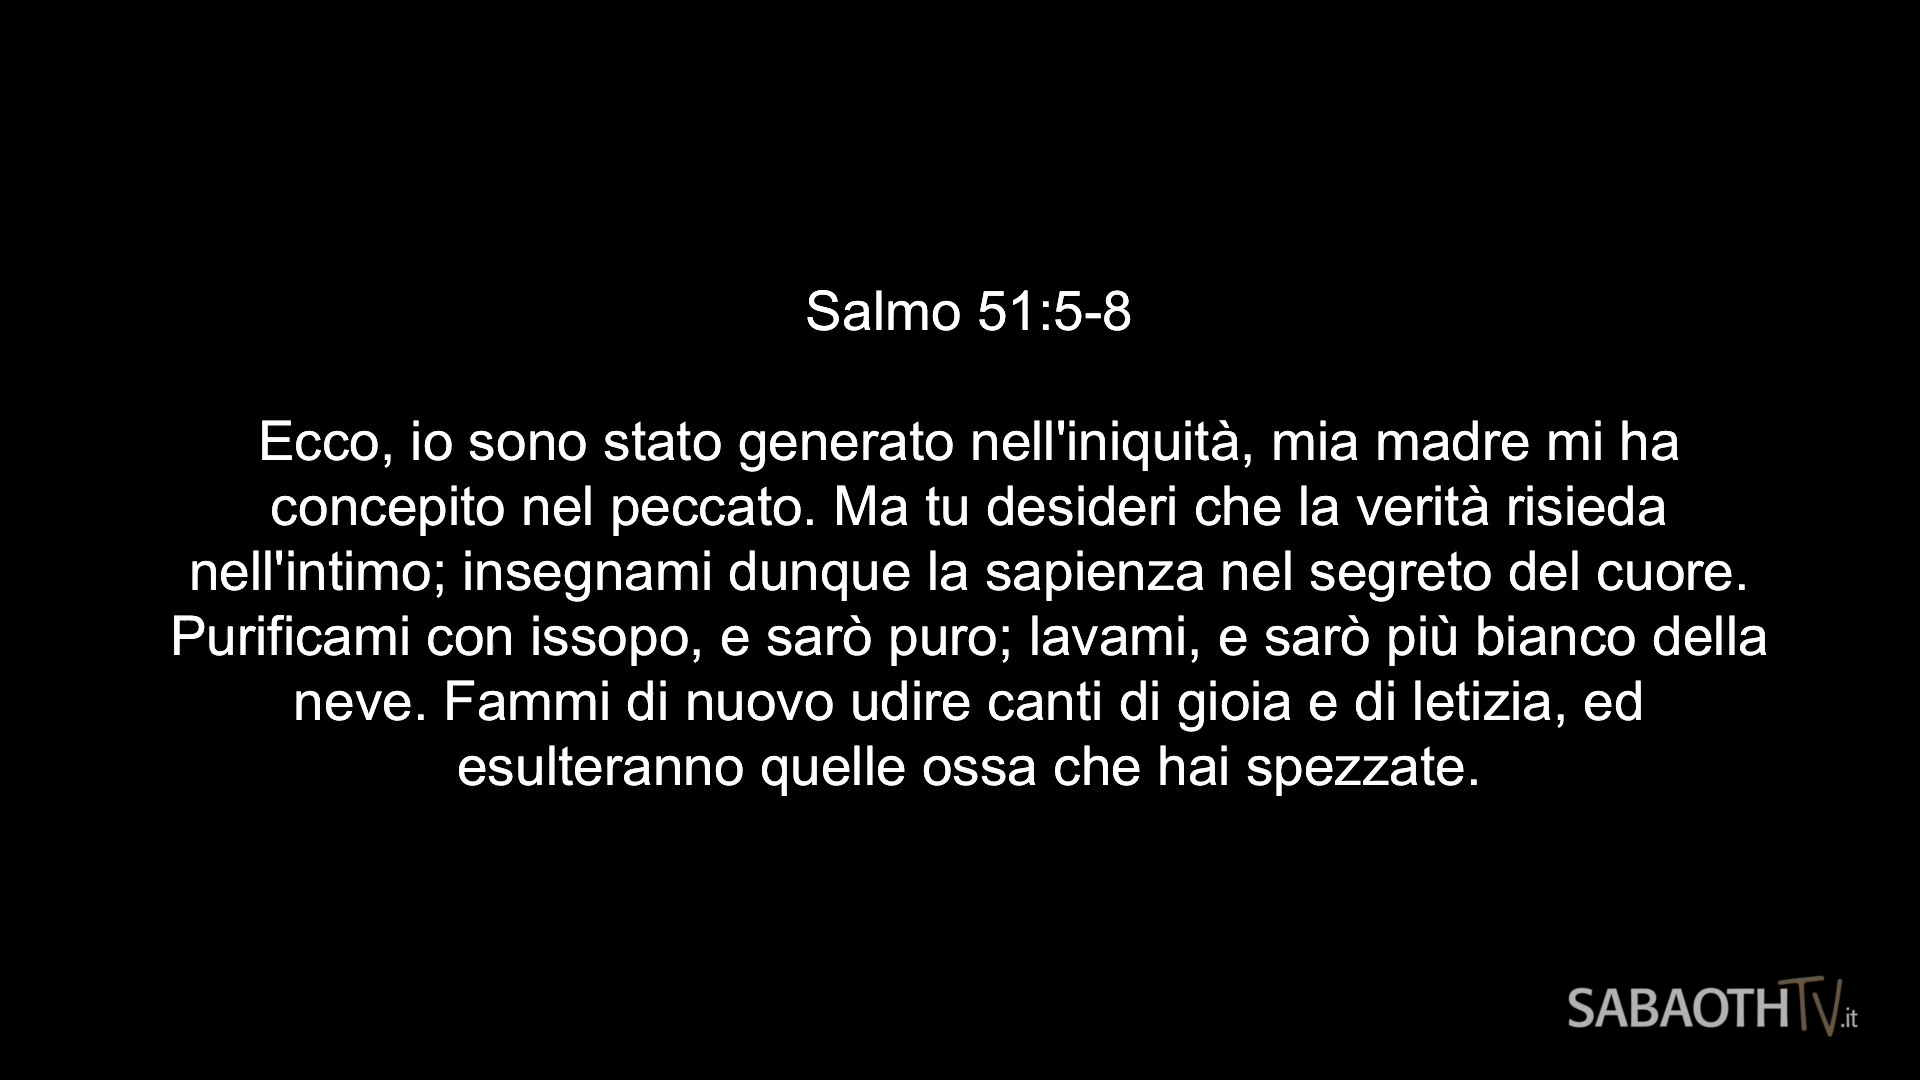 Salmo 51:5-8
Ecco, io sono stato generato nell'iniquità, mia madre mi ha
concepito nel peccato. Ma tu desideri che la verità risieda
nell'intimo; insegnami dunque la sapienza nel segreto del cuore.
Purificami con issopo, e sarò puro; lavami, e sarò più bianco della
neve. Fammi di nuovo udire canti di gioia e di letizia, ed
esulteranno quelle ossa che hai spezzate.
SABAOTHTV.it